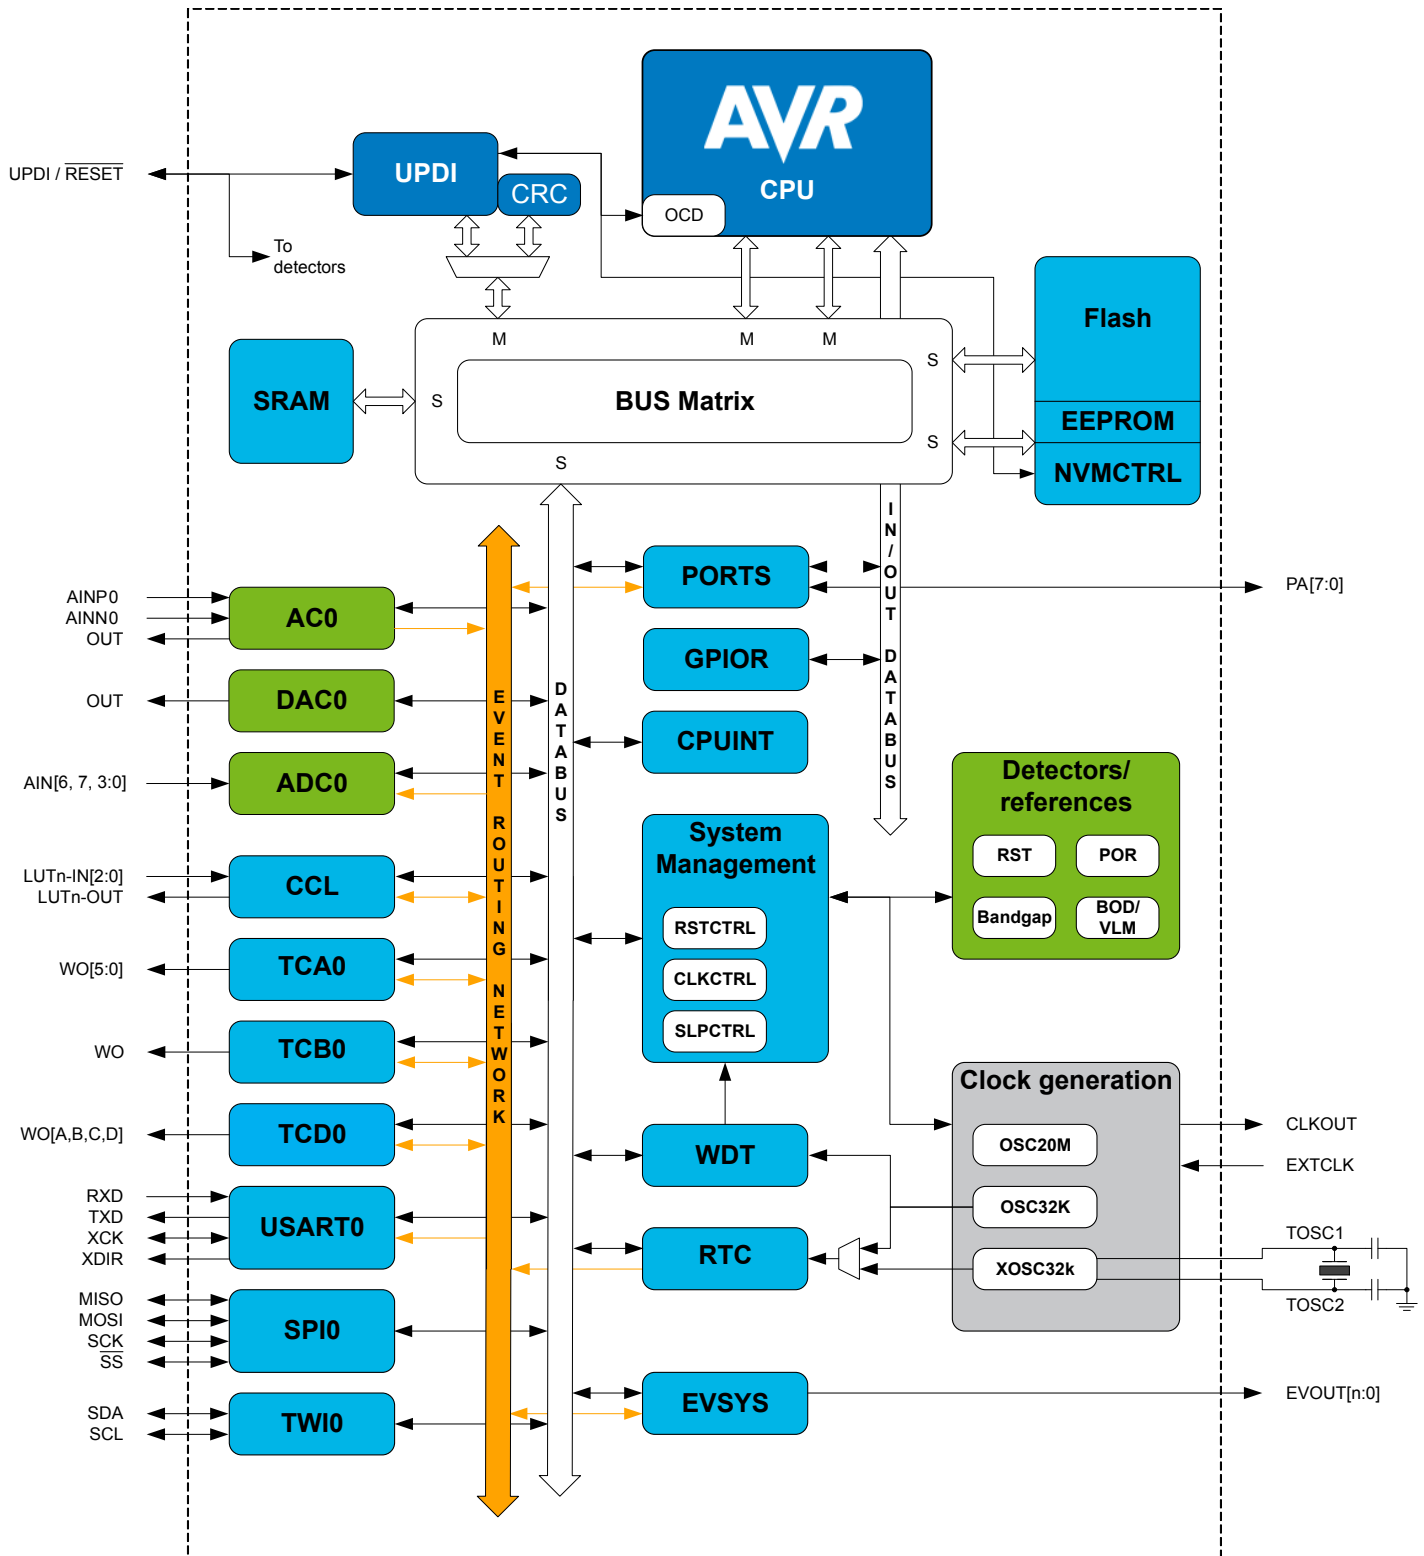 AVR
CPU
OCD
UPDI
CRC
UPDI / RESET
To
detectors
M
M
M
Flash
EEPROM
NVMCTRL
S
S
SRAM
S
BUS Matrix
S
IN/OUT DATABUS
DATABUS
EVENT ROUTING NETWORK
PORTS
PA[7:0]
GPIOR
CPUINT
AINP0
AINN0
OUT
AC0
OUT
DAC0
AIN[6, 7, 3:0]
ADC0
LUTn-IN[2:0]
LUTn-OUT
CCL
WO[5:0]
TCA0
WO
TCB0
WO[A,B,C,D]
TCD0
RXD
TXD
XCK
XDIR
USART0
MISO
MOSI
SCK
SS
SPI0
SDA
SCL
TWI0
System
Management
RSTCTRL
CLKCTRL
SLPCTRL
Detectors/
references
RST
POR
Bandgap
BOD/
VLM
WDT
RTC
EVSYS
Clock generation
OSC20M
OSC32K
XOSC32k
CLKOUT
EXTCLK
TOSC1
TOSC2
EVOUT[n:0]